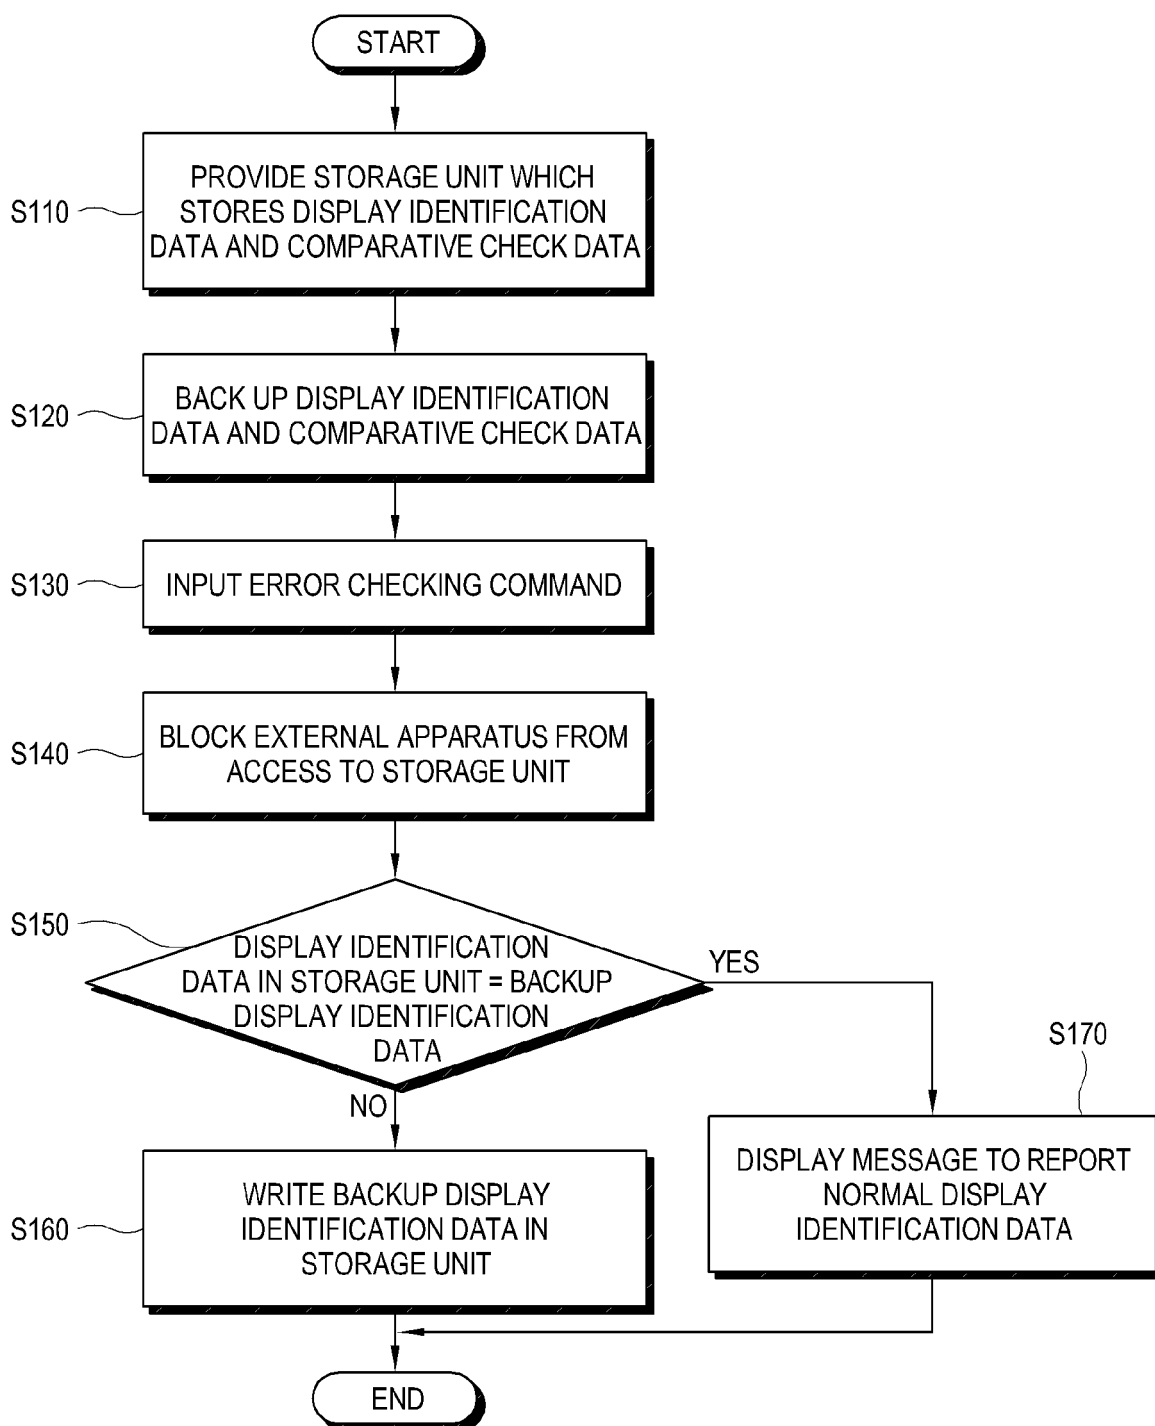 START
S110
PROVIDE STORAGE UNIT WHICH
STORES DISPLAY IDENTIFICATION
DATA AND COMPARATIVE CHECK DATA
S120
BACK UP DISPLAY IDENTIFICATION
DATA AND COMPARATIVE CHECK DATA
S130
INPUT ERROR CHECKING COMMAND
S140
BLOCK EXTERNAL APPARATUS FROM
ACCESS TO STORAGE UNIT
S150
DISPLAY IDENTIFICATION
DATA IN STORAGE UNIT = BACKUP
DISPLAY IDENTIFICATION
DATA
YES
NO
S170
DISPLAY MESSAGE TO REPORT
NORMAL DISPLAY
IDENTIFICATION DATA
S160
WRITE BACKUP DISPLAY
IDENTIFICATION DATA IN
STORAGE UNIT
END